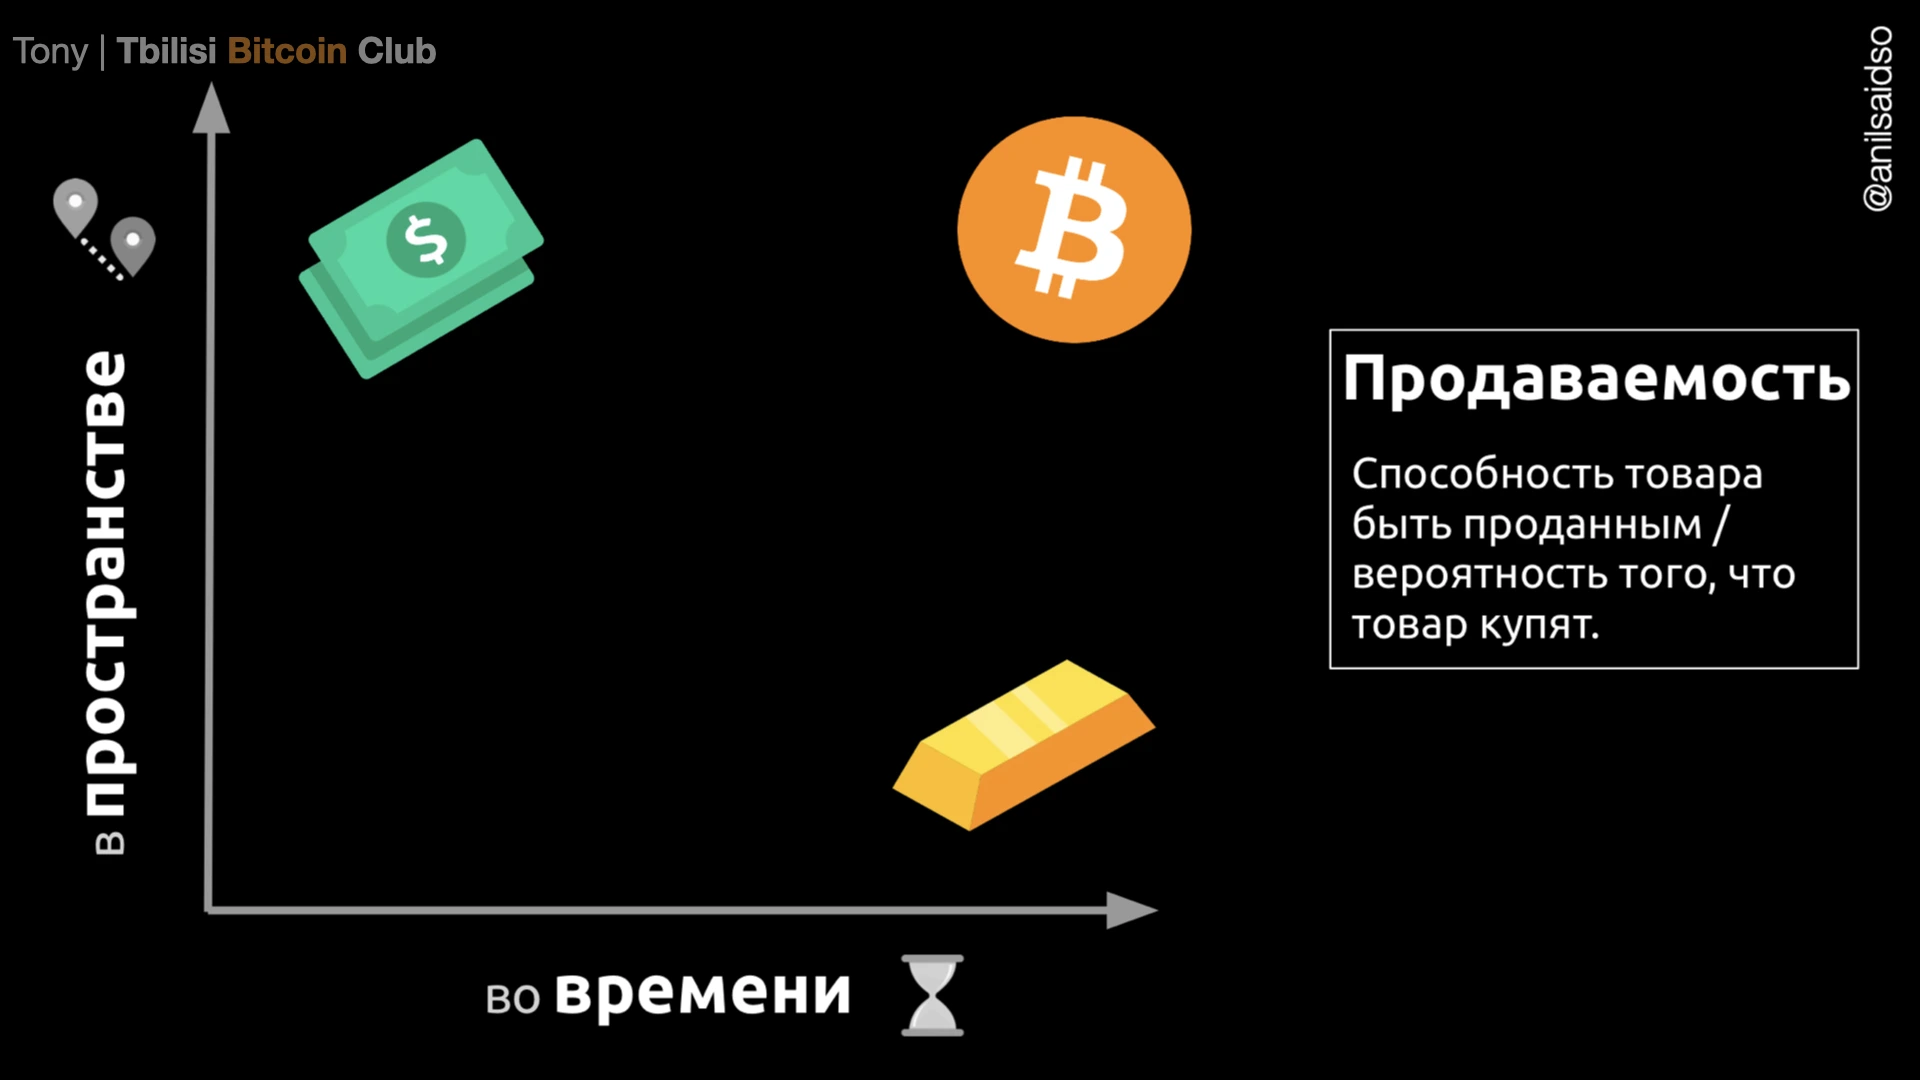 Tony | Tbilisi Bitcoin Club
@anilsaidso
$
в пространстве
Продаваемость
Способность товара
быть проданным /
вероятность того, что
товар купят.
во времени